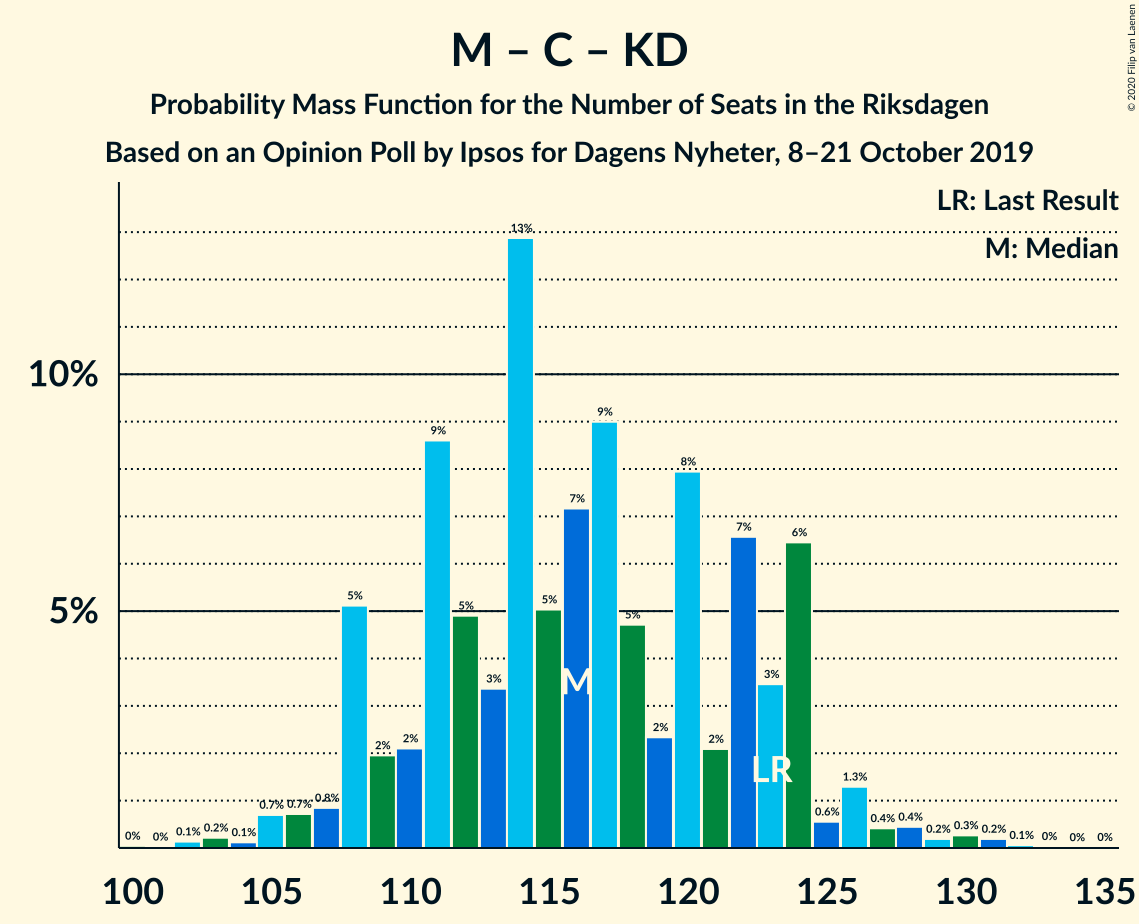 © 2020 Filip van Laenen
M – C – KD
Probability Mass Function for the Number of Seats in the Riksdagen
Based on an Opinion Poll by Ipsos for Dagens Nyheter, 8–21 October 2019
LR: Last Result
M: Median
10%
5%
0% 0% 0.1% 0.2% 0.1% 0.7% 0.7% 0.8% 5% 2% 2% 9% 5% 3% 13% 5% 7% 9% 5% 2% 8% 2% 7% 3% 6% 0.6% 1.3% 0.4% 0.4% 0.2% 0.3% 0.2% 0.1% 0% 0% 0%
M
LR
100 105 110 115 120 125 130 135